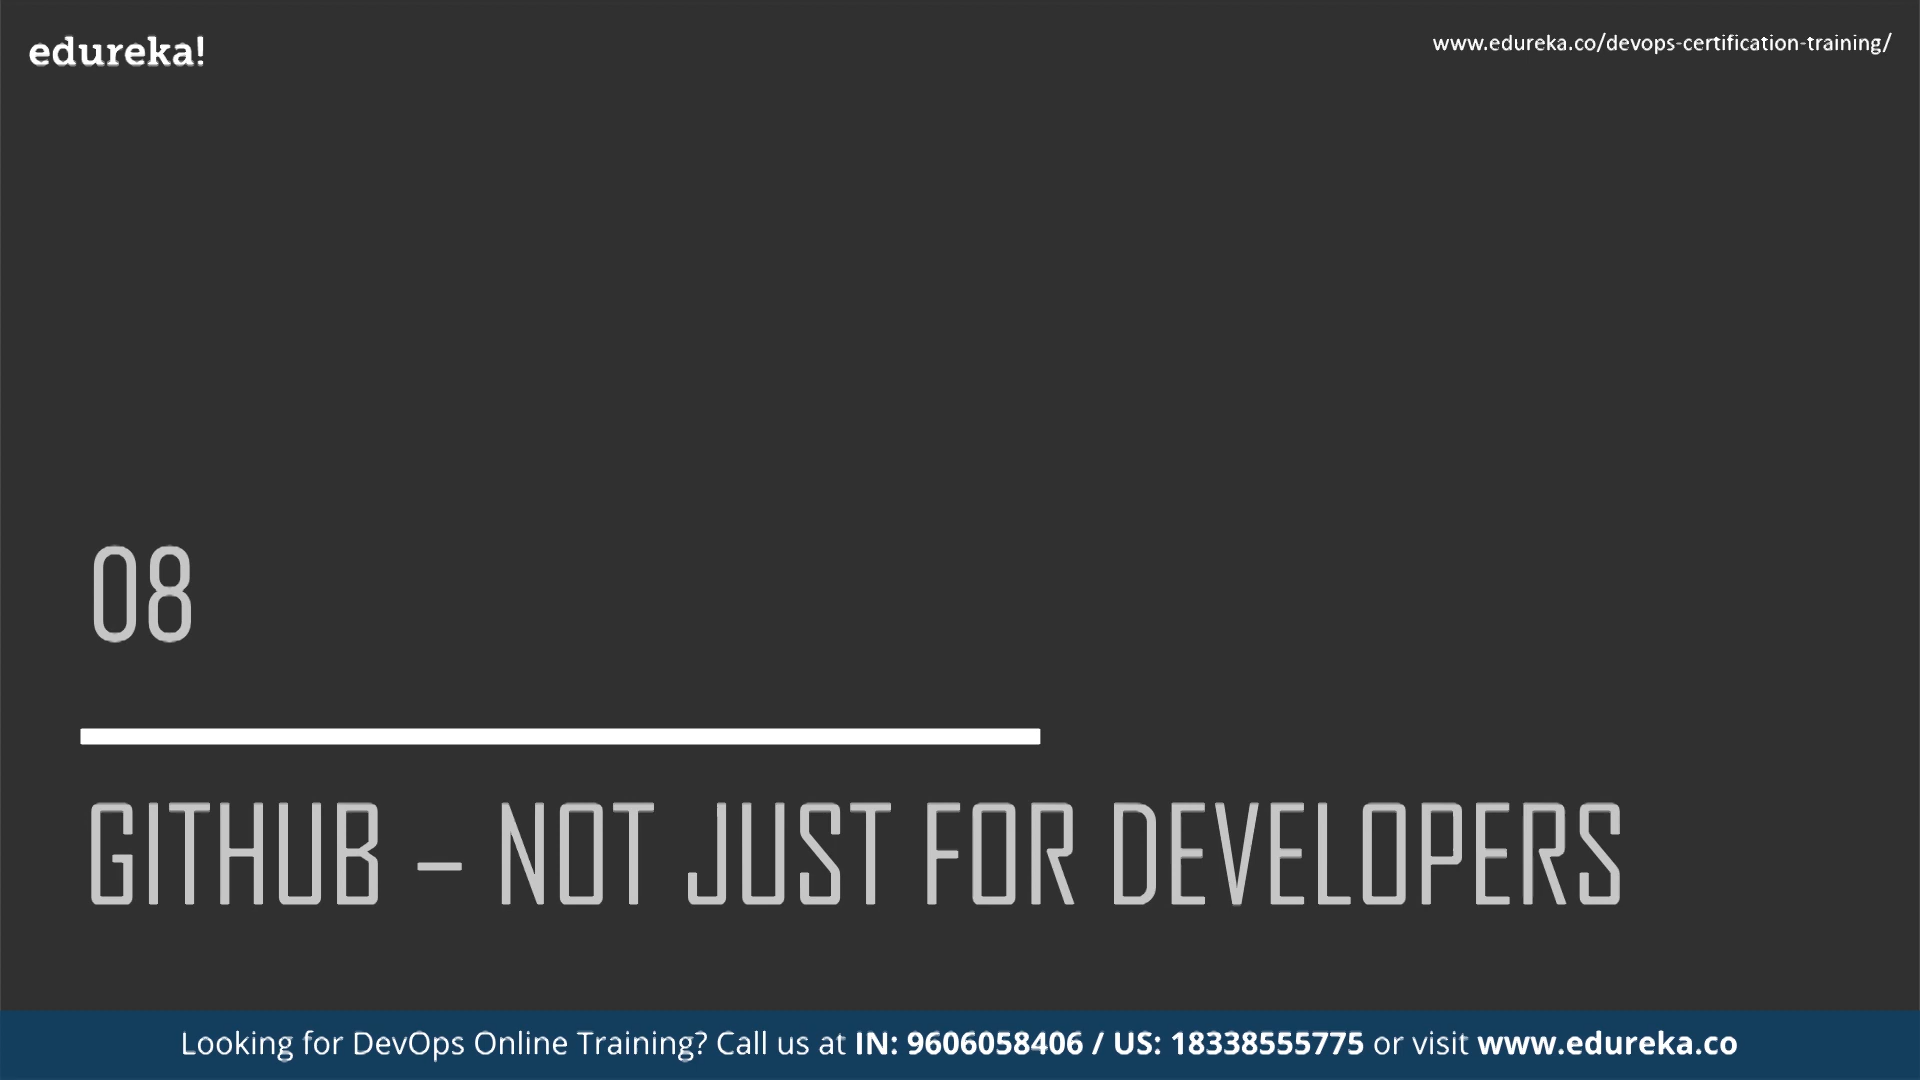 edureka!
www.edureka.co/devops-certification-training/
08
GITHUB – NOT JUST FOR DEVELOPERS
Looking for DevOps Online Training? Call us at IN: 9606058406 / US: 18338555775 or visit www.edureka.co